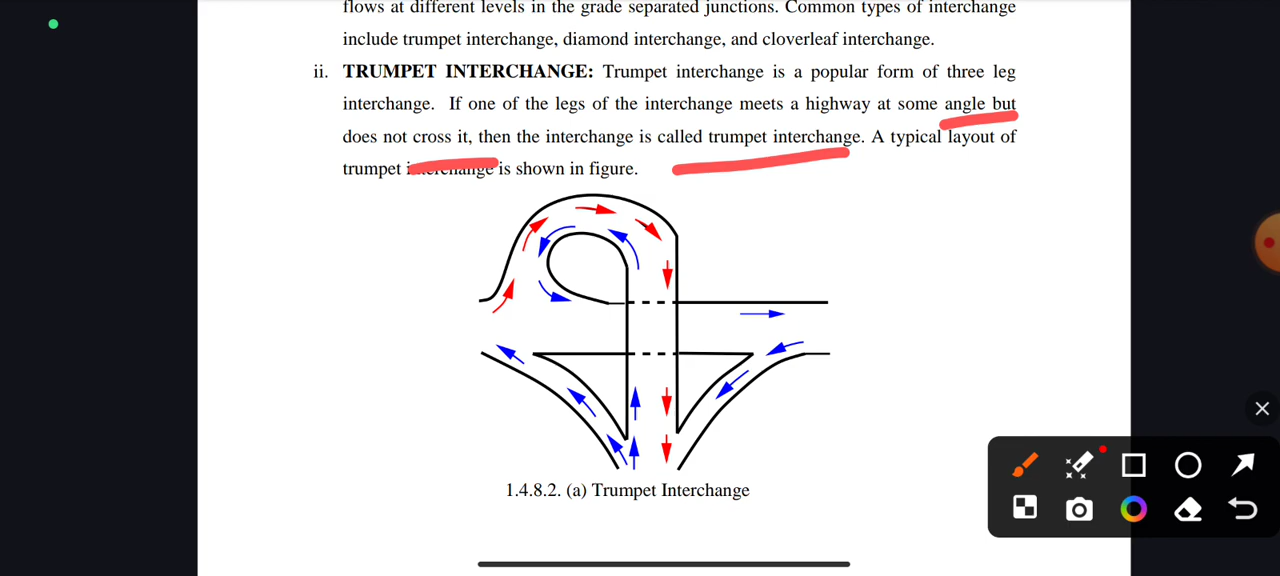 flows at different levels in the grade separated junctions. Common types of interchange
include trumpet interchange, diamond interchange, and cloverleaf interchange.
ii. TRUMPET INTERCHANGE: Trumpet interchange is a popular form of three leg
interchange. If one of the legs of the interchange meets a highway at some angle but
does not cross it, then the interchange is called trumpet interchange. A typical layout of
trumpet interchange is shown in figure.
1.4.8.2. (a) Trumpet Interchange